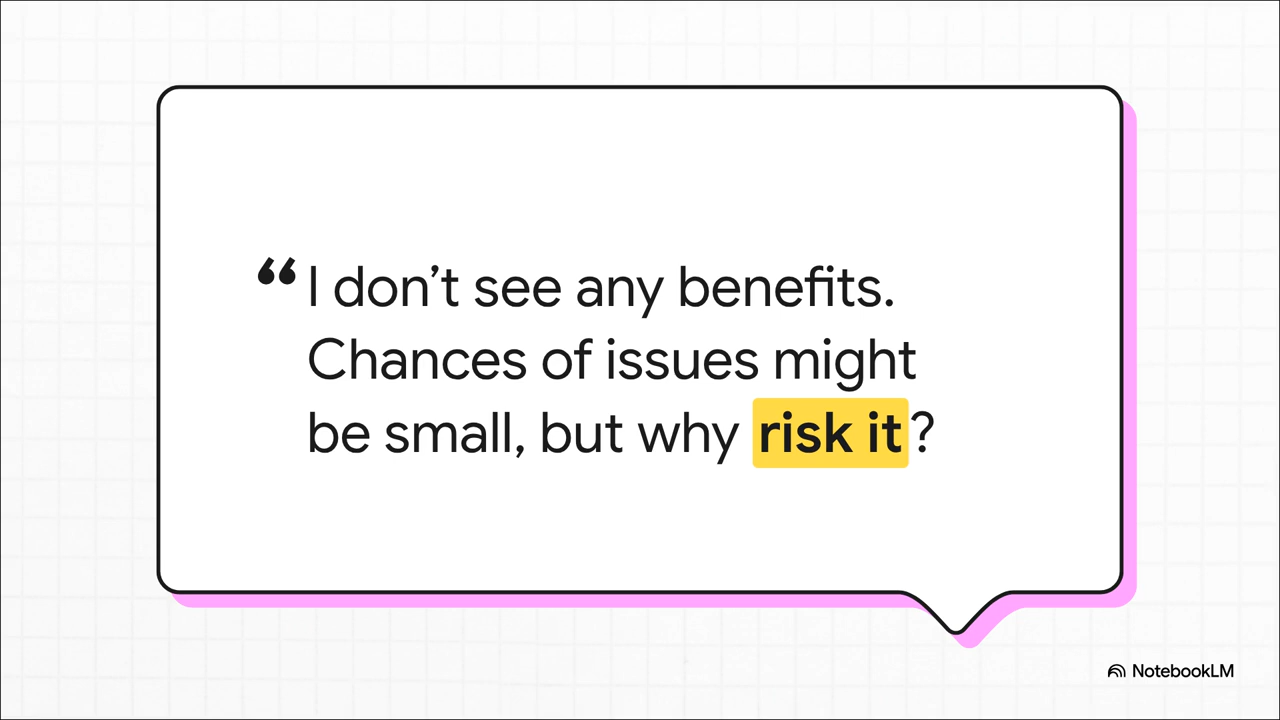 “ I don’t see any benefits.
Chances of issues might
be small, but why risk it?
NotebookLM